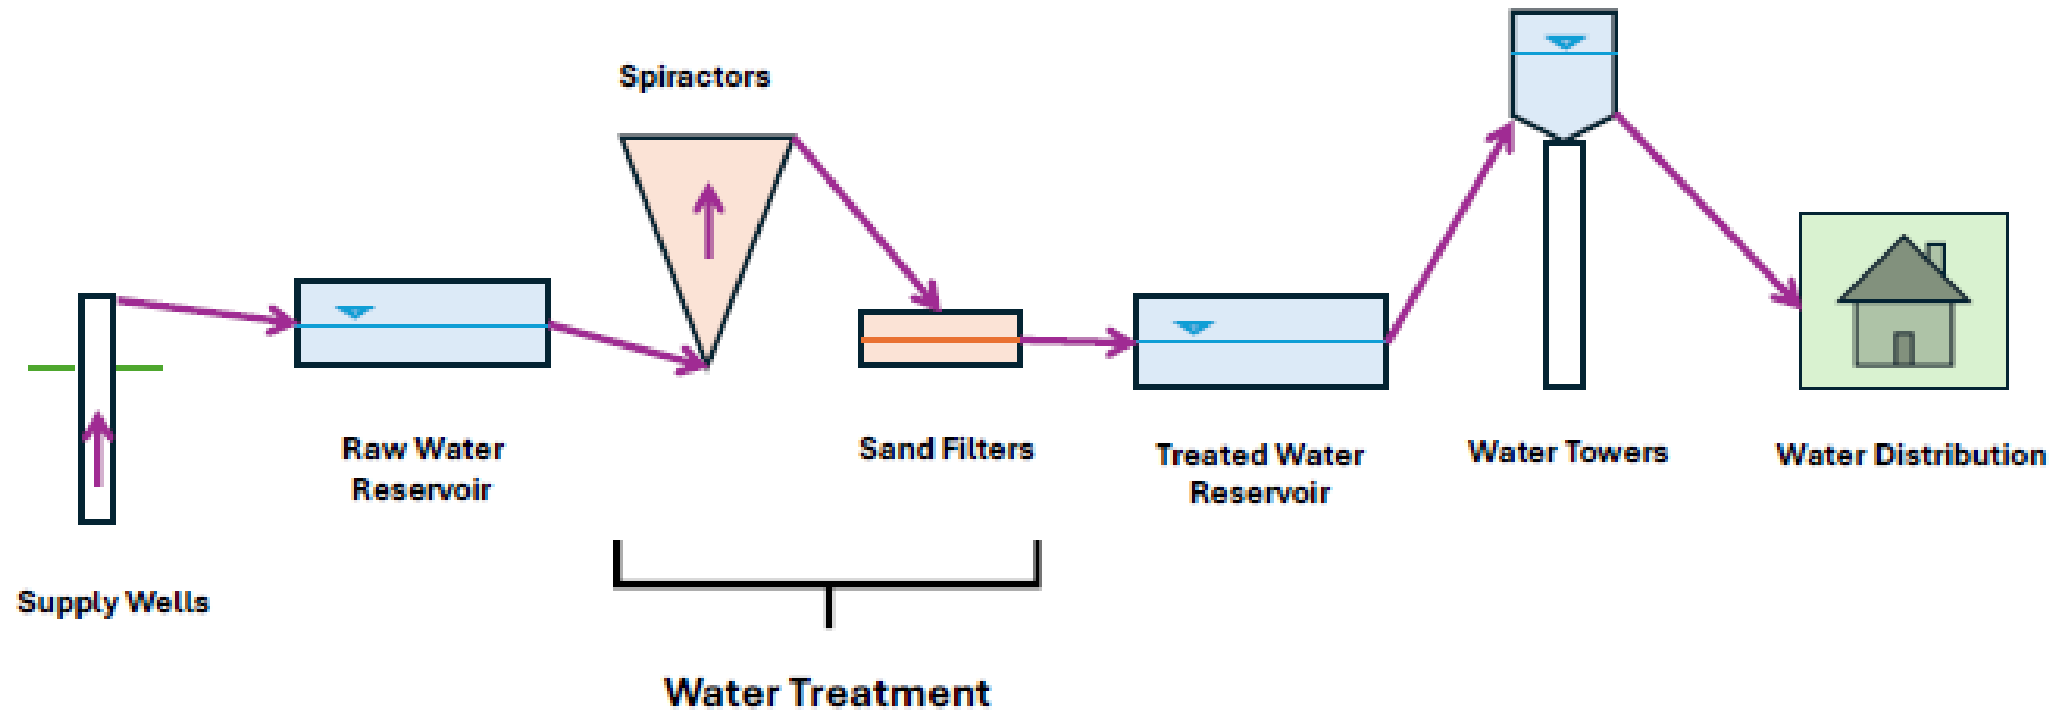 Spiractors
Supply Wells
Raw Water
Reservoir
Sand Filters
Treated Water
Reservoir
Water Towers
Water Distribution
Water Treatment